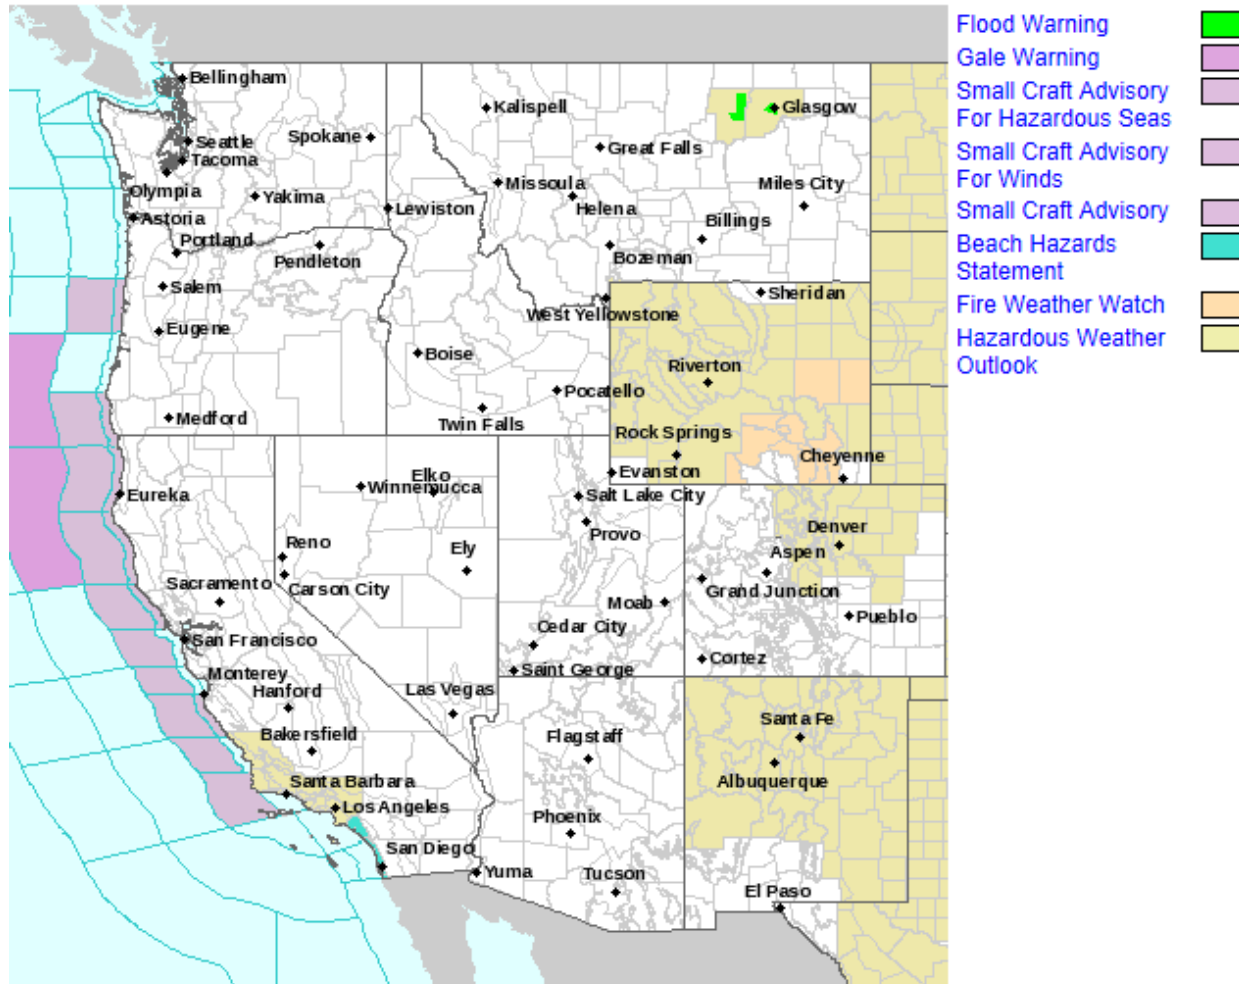 Bellingham
Kalispell
Glasgow
Spokane
Seattle
Great Falls
Tacoma
Missoula
Miles City
Olympia
Yakima
Helena
Lewiston
Astoria
Billings
Portland
Pendleton
Bozeman
Salem
Sheridan
West Yellowstone
Eugene
Boise
Riverton
Pocatello
Medford
Twin Falls
Rock Springs
Cheyenne
Evanston
Elko
Winnemucca
Eureka
Salt Lake City
Denver
Provo
Reno
Ely
Aspen
Sacramento
Carson City
Grand Junction
Moab
Pueblo
Cedar City
San Francisco
Cortez
Saint George
Monterey
Hanford
Las Vegas
Santa Fe
Bakersfield
Flagstaff
Santa Barbara
Albuquerque
Los Angeles
Phoenix
San Diego
Yuma
Tucson
El Paso
Flood Warning
Gale Warning
Small Craft Advisory
For Hazardous Seas
Small Craft Advisory
For Winds
Small Craft Advisory
Beach Hazards
Statement
Fire Weather Watch
Hazardous Weather
Outlook